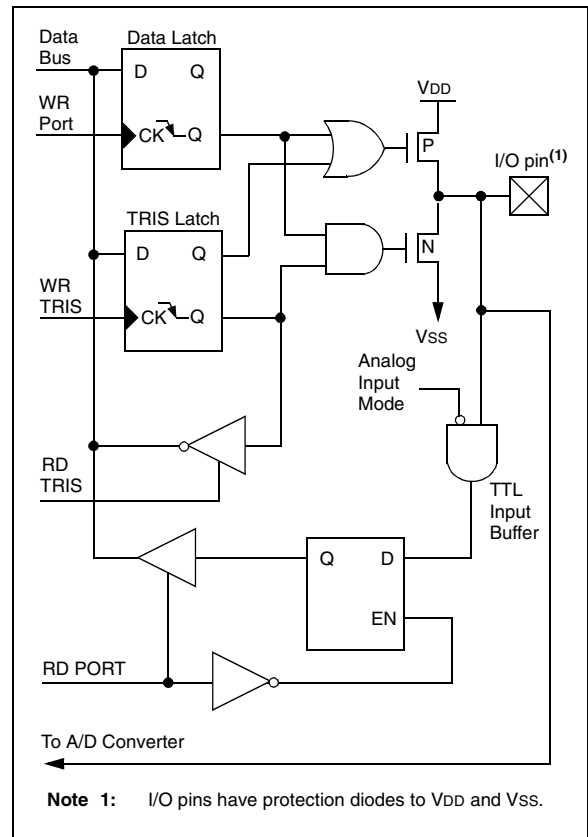 Data
Bus
Data Latch
D Q
VDD
WR
Port
CK Q
P
I/O pin(1)
TRIS Latch
D Q
N
WR
TRIS
CK Q
VSS
Analog
Input
Mode
RD
TRIS
TTL
Input
Buffer
Q D
EN
RD PORT
To A/D Converter
Note 1: I/O pins have protection diodes to VDD and VSS.